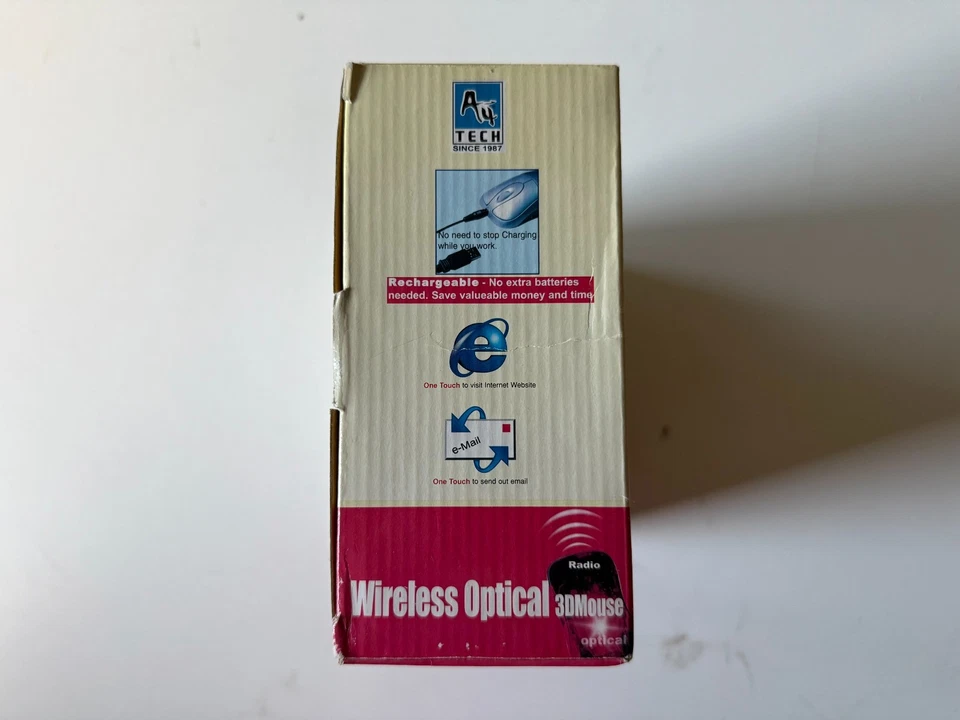 A4
TECH
SINCE 1987
No need to stop Charging
while you work.
Rechargeable - No extra batteries
needed. Save valueable money and time
e
One Touch to visit Internet Website
e-Mail
One Touch to send out email
Radio
Wireless Optical 3DMouse
optical